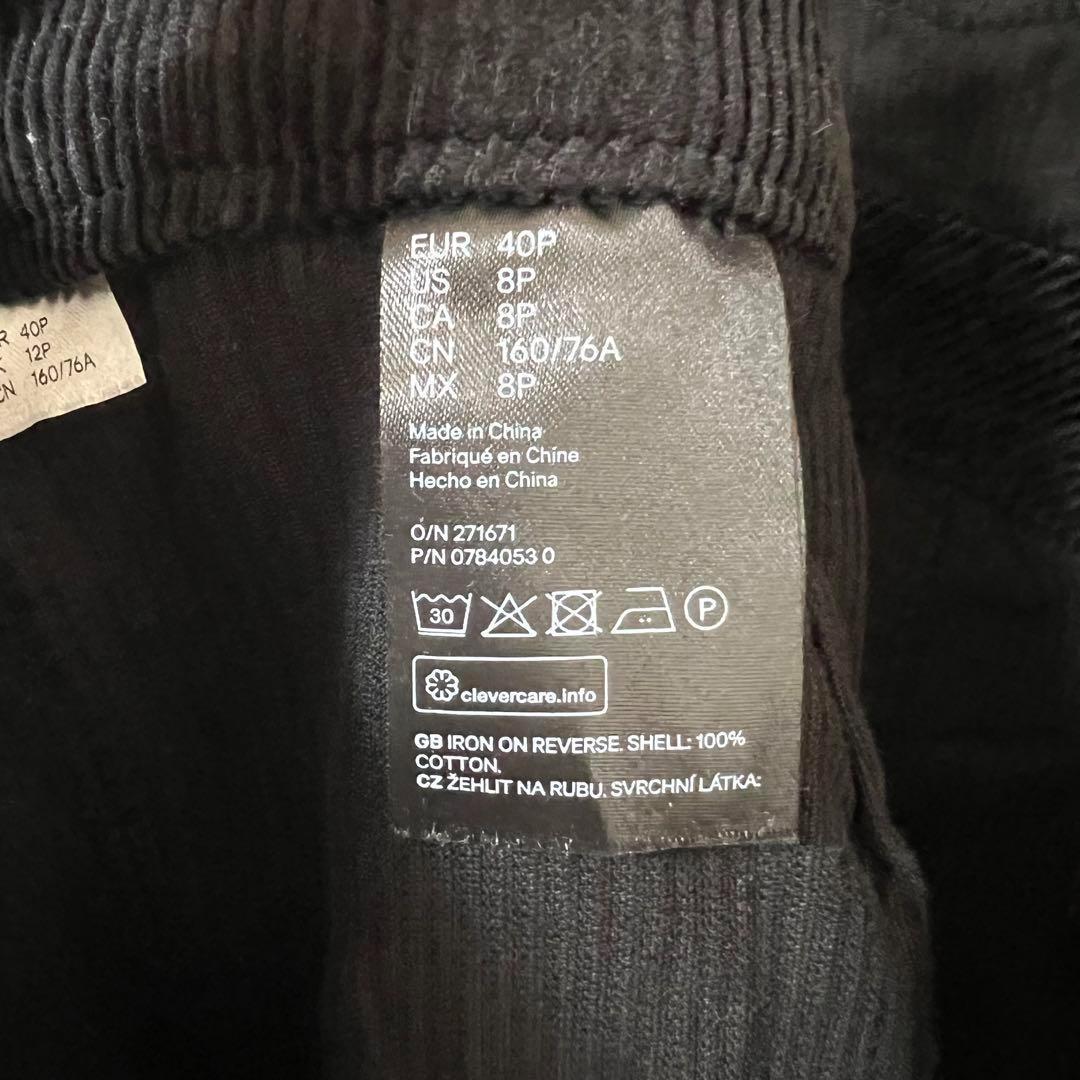 EUR 40P
US 8P
CA 8P
CN 160/76A
MX 8P
Made in China
Fabriqué en Chine
Hecho en China
O/N 271671
P/N 0784053 0
30
P
clevercare.info
GB IRON ON REVERSE. SHELL: 100%
COTTON.
CZ ŽEHLIT NA RUBU. SVRCHNÍ LÁTKA:
R 40P
12P
CN 160/76A